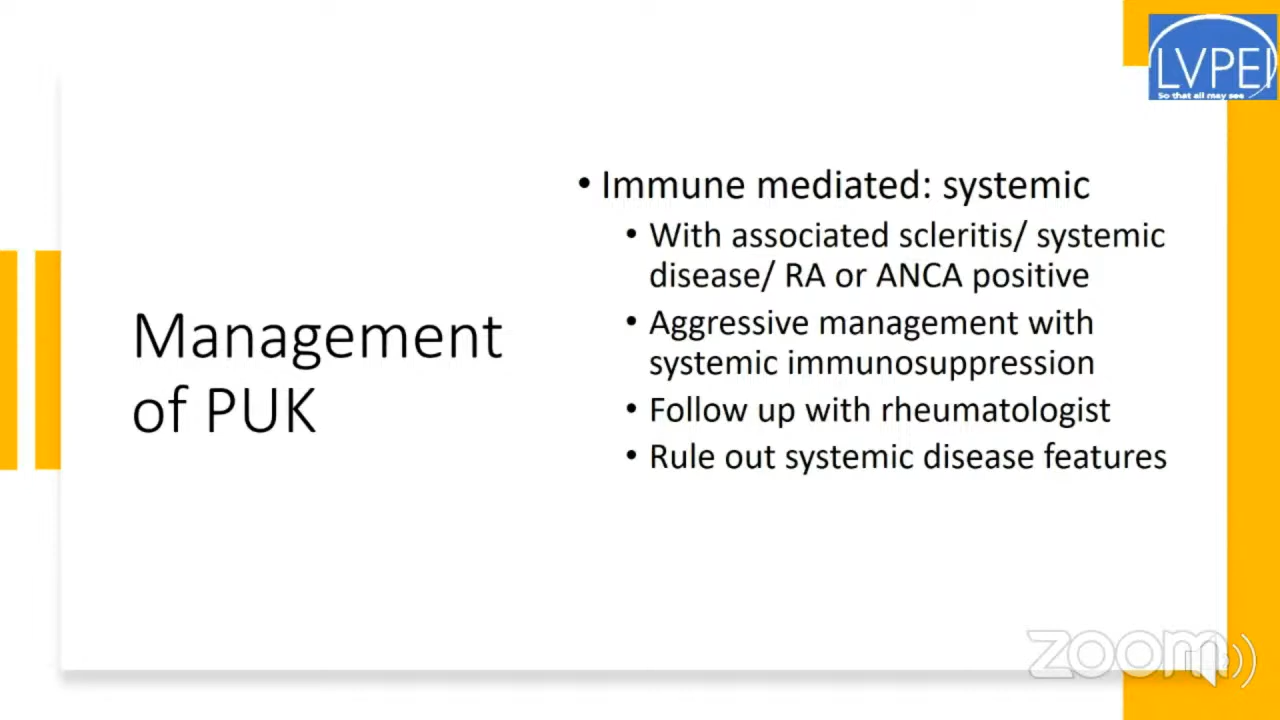 LVPEI
So that all may see
Management
of PUK
• Immune mediated: systemic
• With associated scleritis/ systemic
disease/ RA or ANCA positive
• Aggressive management with
systemic immunosuppression
• Follow up with rheumatologist
• Rule out systemic disease features
zoom